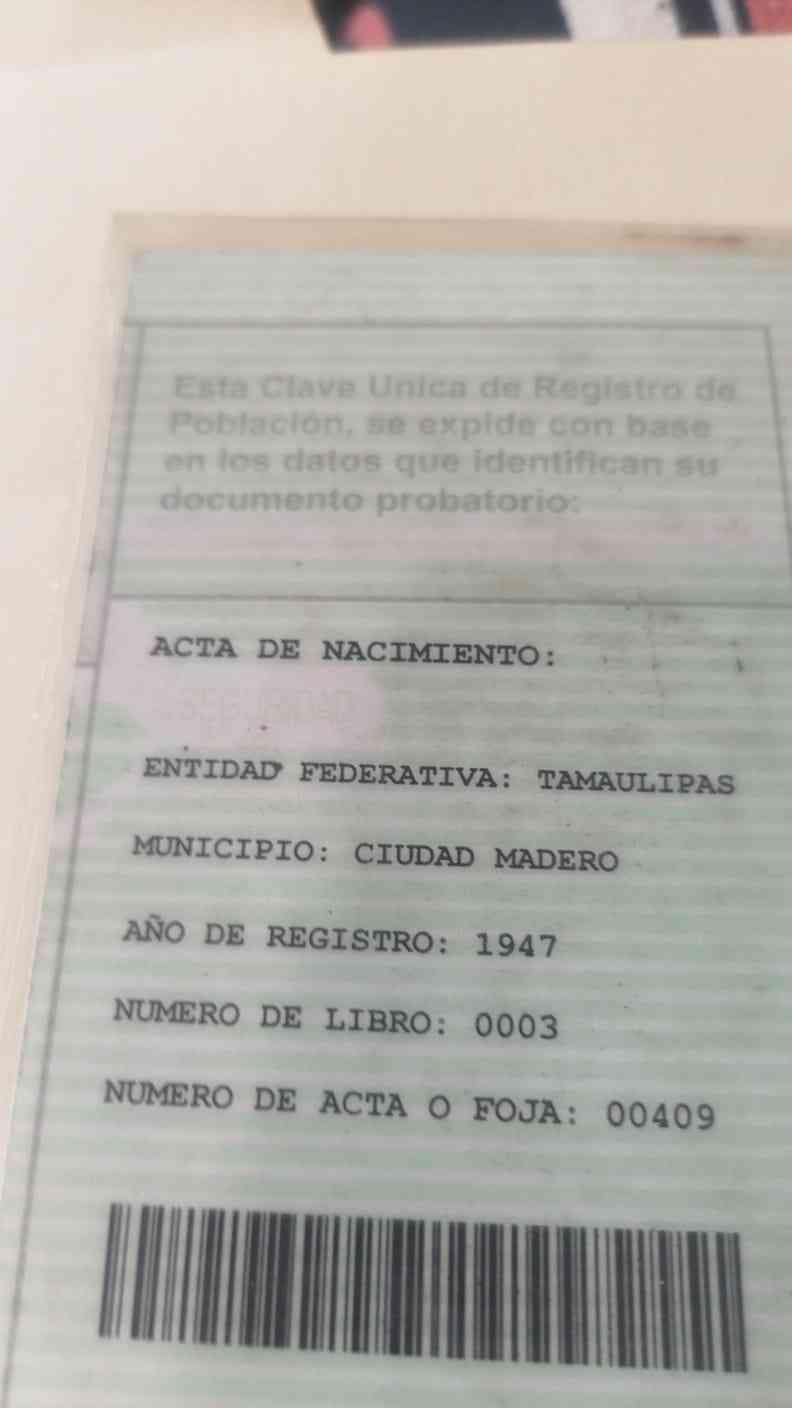 Esta Clave Unica de Registro de
Población, se expide con base
en los datos que identifican su
documento probatorio:
ACTA DE NACIMIENTO:
SEGURIDAD
ENTIDAD FEDERATIVA: TAMAULIPAS
MUNICIPIO: CIUDAD MADERO
AÑO DE REGISTRO: 1947
NUMERO DE LIBRO: 0003
NUMERO DE ACTA O FOJA: 00409